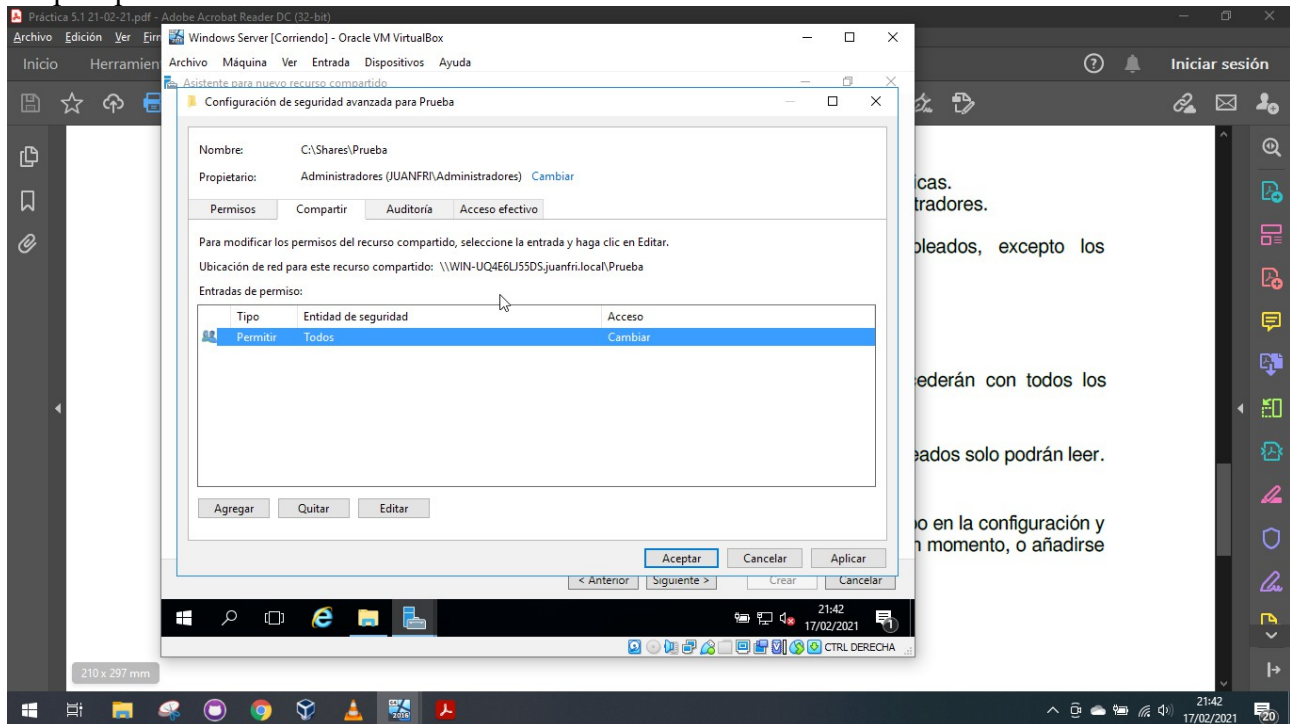 Práctica 5.1 21-02-21.pdf - Adobe Acrobat Reader DC (32-bit)
Archivo Edición Ver Firm
Inicio Herramien
Iniciar sesión
Windows Server [Corriendo] - Oracle VM VirtualBox
Archivo Máquina Ver Entrada Dispositivos Ayuda
Asistente para nuevo recurso compartido
Configuración de seguridad avanzada para Prueba
Nombre: C:\Shares\Prueba
Propietario: Administradores (JUANFRI\Administradores) Cambiar
Permisos Compartir Auditoría Acceso efectivo
Para modificar los permisos del recurso compartido, seleccione la entrada y haga clic en Editar.
Ubicación de red para este recurso compartido: \\WIN-UQ4E6LJ55DS.juanfri.local\Prueba
Entradas de permiso:
Tipo Entidad de seguridad Acceso
Permitir Todos Cambiar
Agregar Quitar Editar
Aceptar Cancelar Aplicar
< Anterior Siguiente > Crear Cancelar
21:42
17/02/2021
CTRL DERECHA
icas.
tradores.
pleados, excepto los
ederán con todos los
eados solo podrán leer.
po en la configuración y
n momento, o añadirse
210 x 297 mm
2016
21:42
17/02/2021
20